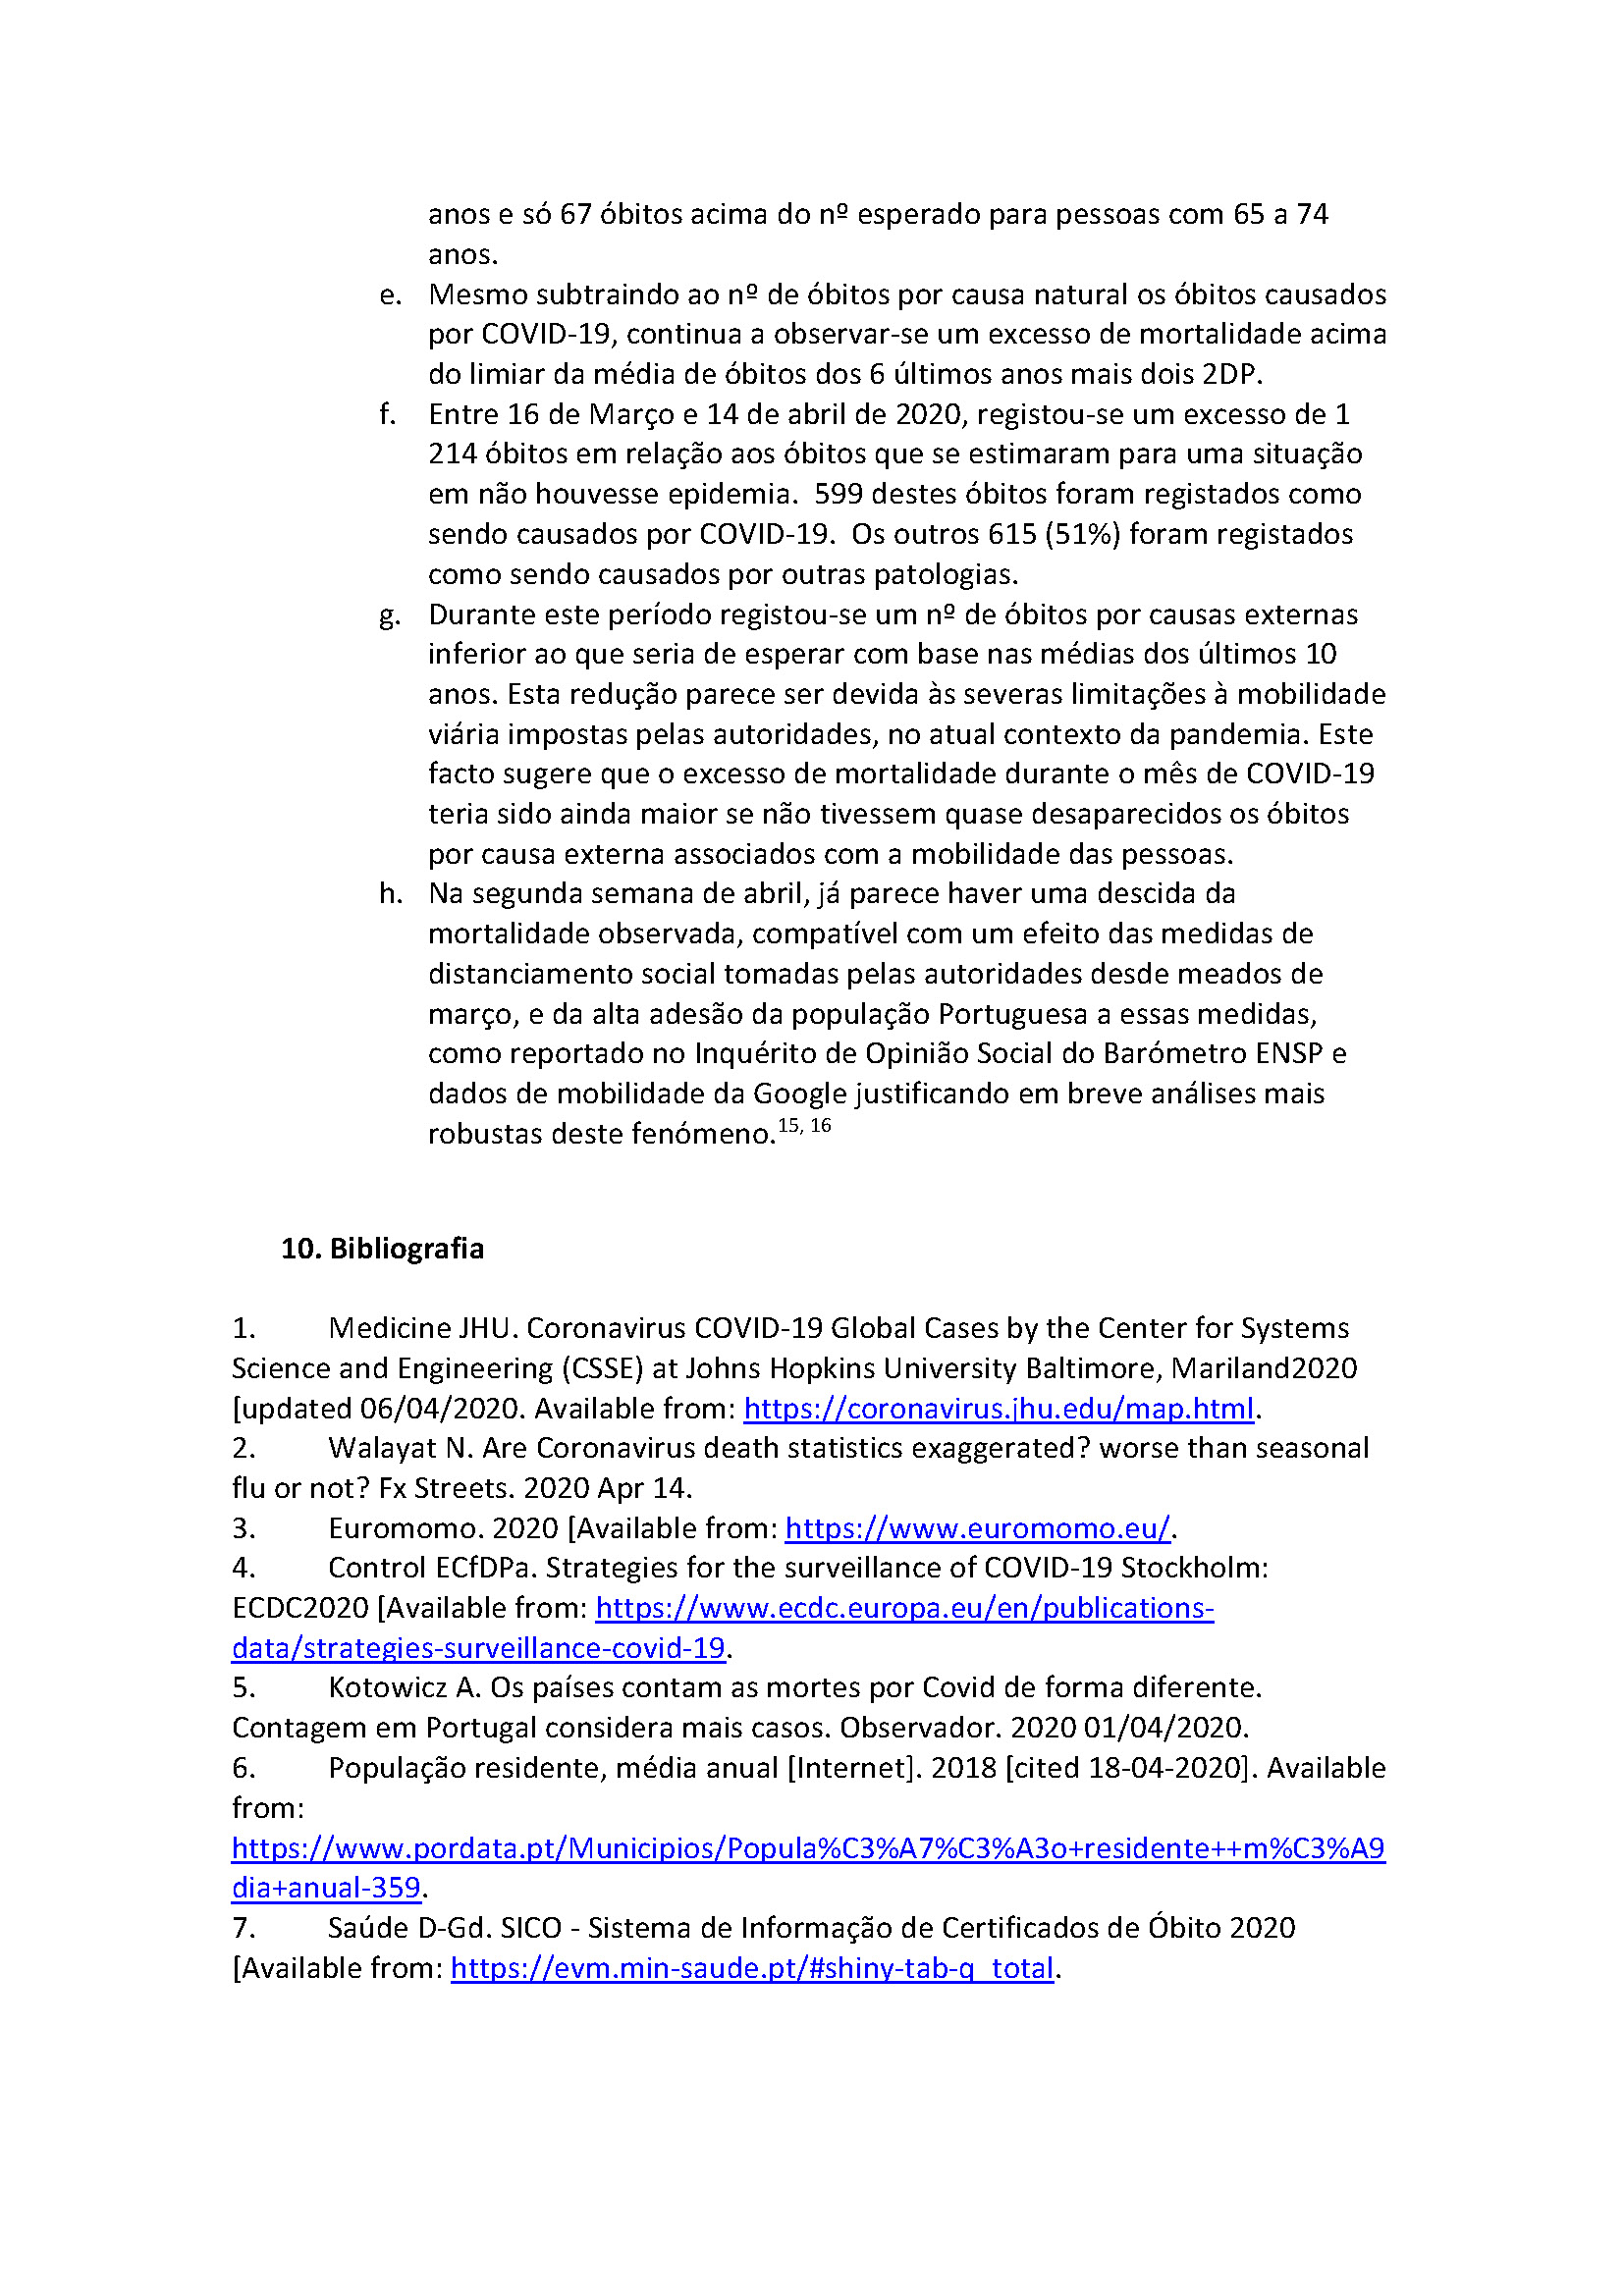 anos e só 67 óbitos acima do nº esperado para pessoas com 65 a 74
anos.
e. Mesmo subtraindo ao nº de óbitos por causa natural os óbitos causados
por COVID-19, continua a observar-se um excesso de mortalidade acima
do limiar da média de óbitos dos 6 últimos anos mais dois 2DP.
f. Entre 16 de Março e 14 de abril de 2020, registou-se um excesso de 1
214 óbitos em relação aos óbitos que se estimaram para uma situação
em não houvesse epidemia.  599 destes óbitos foram registados como
sendo causados por COVID-19.  Os outros 615 (51%) foram registados
como sendo causados por outras patologias.
g. Durante este período registou-se um nº de óbitos por causas externas
inferior ao que seria de esperar com base nas médias dos últimos 10
anos. Esta redução parece ser devida às severas limitações à mobilidade
viária impostas pelas autoridades, no atual contexto da pandemia. Este
facto sugere que o excesso de mortalidade durante o mês de COVID-19
teria sido ainda maior se não tivessem quase desaparecidos os óbitos
por causa externa associados com a mobilidade das pessoas.
h. Na segunda semana de abril, já parece haver uma descida da
mortalidade observada, compatível com um efeito das medidas de
distanciamento social tomadas pelas autoridades desde meados de
março, e da alta adesão da população Portuguesa a essas medidas,
como reportado no Inquérito de Opinião Social do Barómetro ENSP e
dados de mobilidade da Google justificando em breve análises mais
robustas deste fenómeno.15, 16
10. Bibliografia
1. Medicine JHU. Coronavirus COVID-19 Global Cases by the Center for Systems
Science and Engineering (CSSE) at Johns Hopkins University Baltimore, Mariland2020
[updated 06/04/2020. Available from: https://coronavirus.jhu.edu/map.html.
2. Walayat N. Are Coronavirus death statistics exaggerated? worse than seasonal
flu or not? Fx Streets. 2020 Apr 14.
3. Euromomo. 2020 [Available from: https://www.euromomo.eu/.
4. Control ECfDPa. Strategies for the surveillance of COVID-19 Stockholm:
ECDC2020 [Available from: https://www.ecdc.europa.eu/en/publications-
data/strategies-surveillance-covid-19.
5. Kotowicz A. Os países contam as mortes por Covid de forma diferente.
Contagem em Portugal considera mais casos. Observador. 2020 01/04/2020.
6. População residente, média anual [Internet]. 2018 [cited 18-04-2020]. Available
from:
https://www.pordata.pt/Municipios/Popula%C3%A7%C3%A3o+residente++m%C3%A9
dia+anual-359.
7. Saúde D-Gd. SICO - Sistema de Informação de Certificados de Óbito 2020
[Available from: https://evm.min-saude.pt/#shiny-tab-q_total.